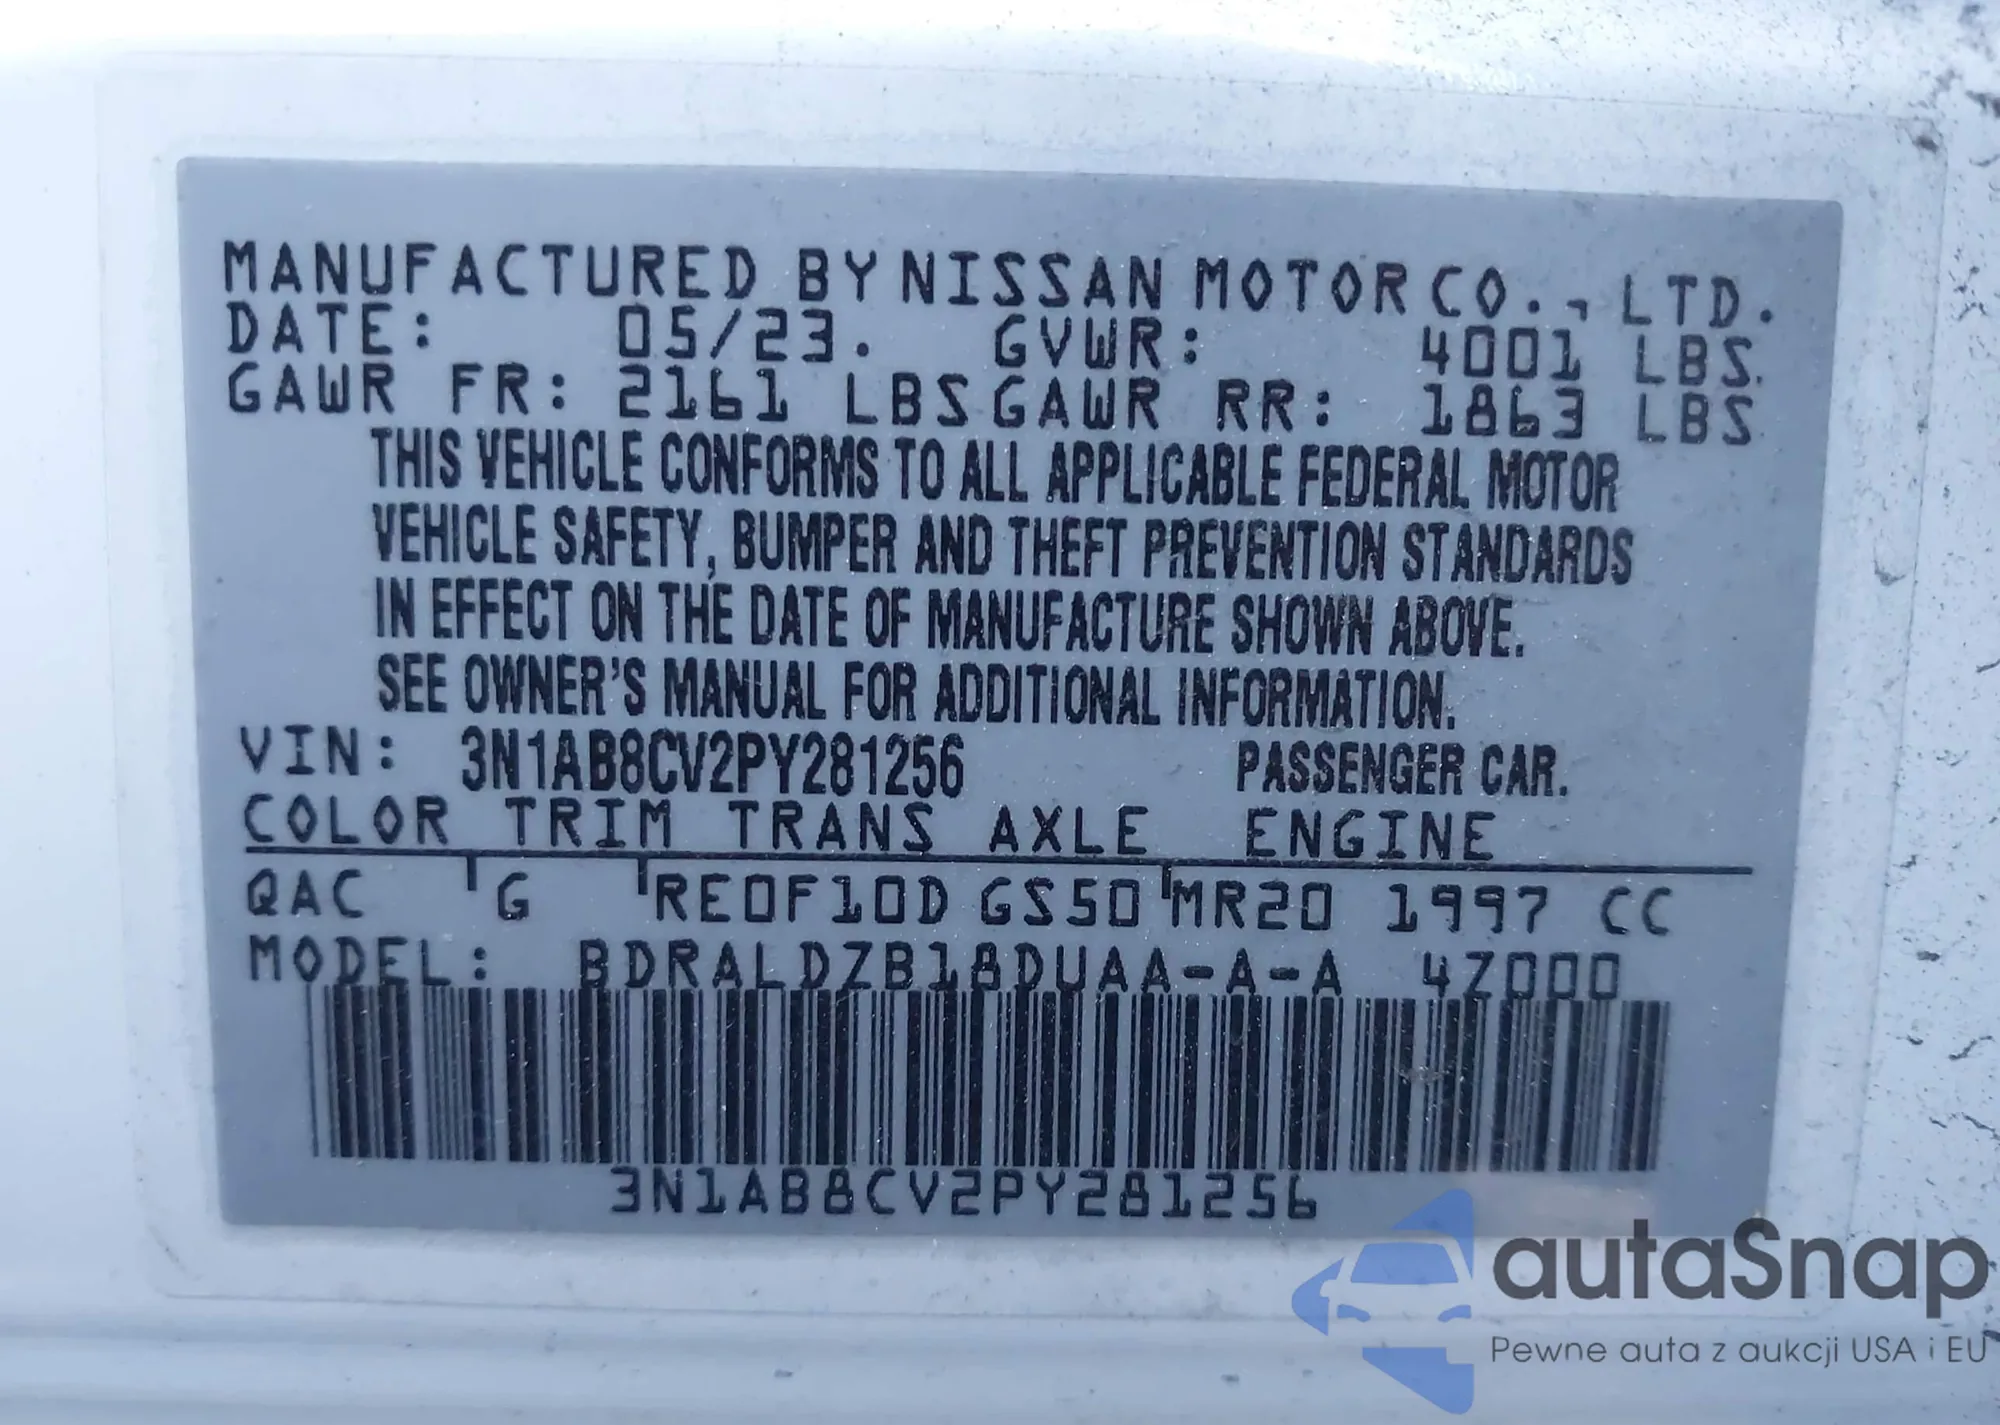 MANUFACTURED BY NISSAN MOTOR CO., LTD.
DATE: 05/23. GVWR: 4001 LBS.
GAWR FR: 2161 LBS GAWR RR: 1863 LBS
THIS VEHICLE CONFORMS TO ALL APPLICABLE FEDERAL MOTOR
VEHICLE SAFETY, BUMPER AND THEFT PREVENTION STANDARDS
IN EFFECT ON THE DATE OF MANUFACTURE SHOWN ABOVE.
SEE OWNER'S MANUAL FOR ADDITIONAL INFORMATION.
VIN: 3N1AB8CV2PY281256 PASSENGER CAR.
COLOR TRIM TRANS AXLE ENGINE
QAC G RE0F10D GS50 MR20 1997 CC
MODEL: BDRALDZB18DUAA-A-A 4Z000
3N1AB8CV2PY281256
autaSnap
Pewne auta z aukcji USA i EU